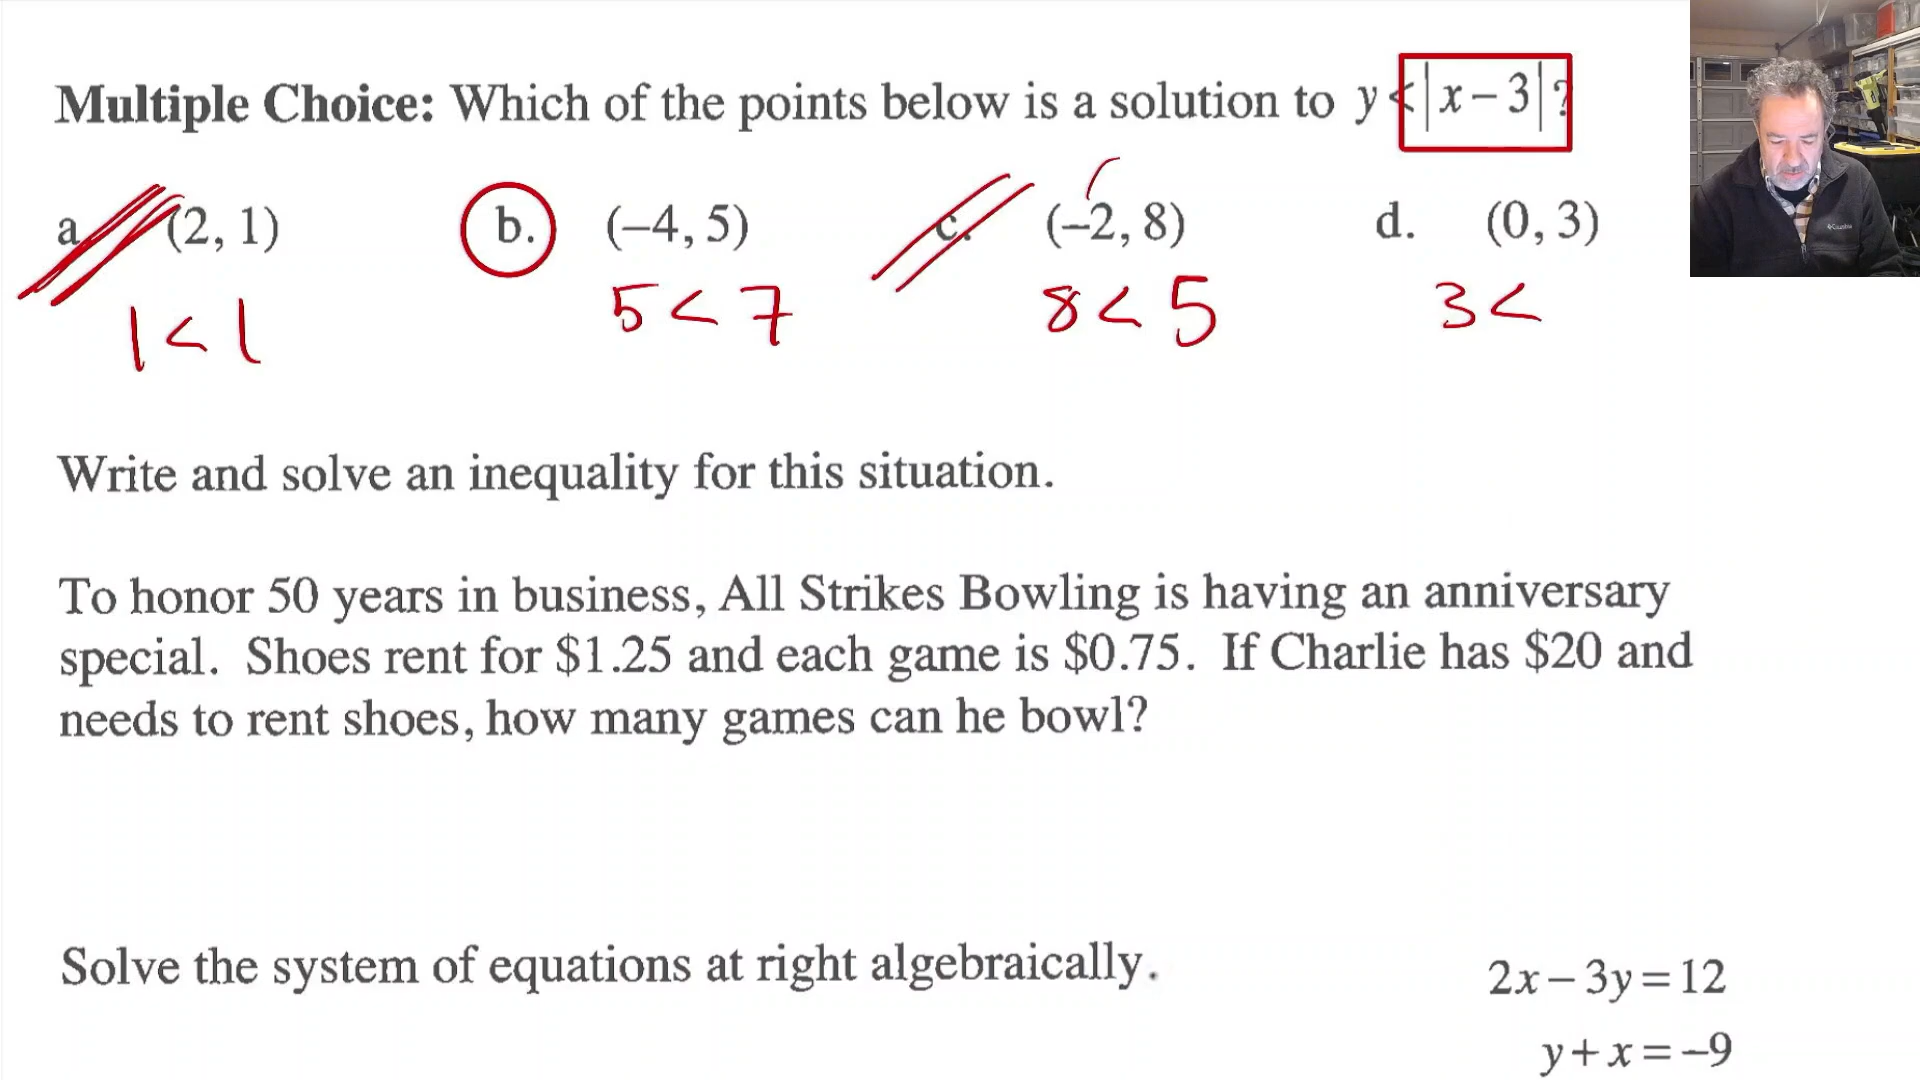 Multiple Choice: Which of the points below is a solution to y < |x − 3| ?
a. (2, 1) b. (−4, 5) c. (−2, 8) d. (0, 3)
1 < 1 5 < 7 8 < 5 3 <
Write and solve an inequality for this situation.
To honor 50 years in business, All Strikes Bowling is having an anniversary
special. Shoes rent for $1.25 and each game is $0.75. If Charlie has $20 and
needs to rent shoes, how many games can he bowl?
Solve the system of equations at right algebraically.
2x − 3y = 12
y + x = −9
Columbia